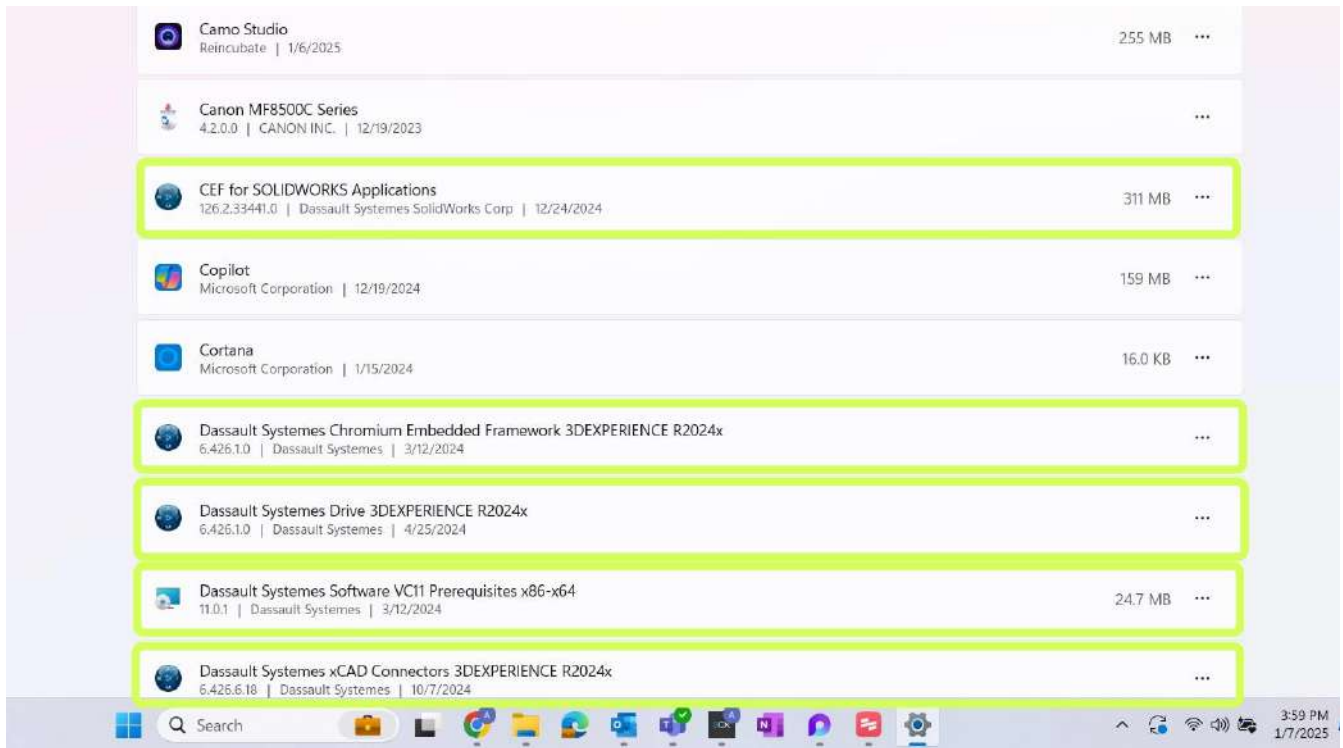 Camo Studio
Reincubate | 1/6/2025
255 MB
Canon MF8500C Series
4.2.0.0 | CANON INC. | 12/19/2023
CEF for SOLIDWORKS Applications
126.2.33441.0 | Dassault Systemes SolidWorks Corp | 12/24/2024
311 MB
Copilot
Microsoft Corporation | 12/19/2024
159 MB
Cortana
Microsoft Corporation | 1/15/2024
16.0 KB
Dassault Systemes Chromium Embedded Framework 3DEXPERIENCE R2024x
6.426.1.0 | Dassault Systemes | 3/12/2024
Dassault Systemes Drive 3DEXPERIENCE R2024x
6.426.1.0 | Dassault Systemes | 4/25/2024
Dassault Systemes Software VC11 Prerequisites x86-x64
11.0.1 | Dassault Systemes | 3/12/2024
24.7 MB
Dassault Systemes xCAD Connectors 3DEXPERIENCE R2024x
6.426.6.18 | Dassault Systemes | 10/7/2024
Search
3:59 PM
1/7/2025